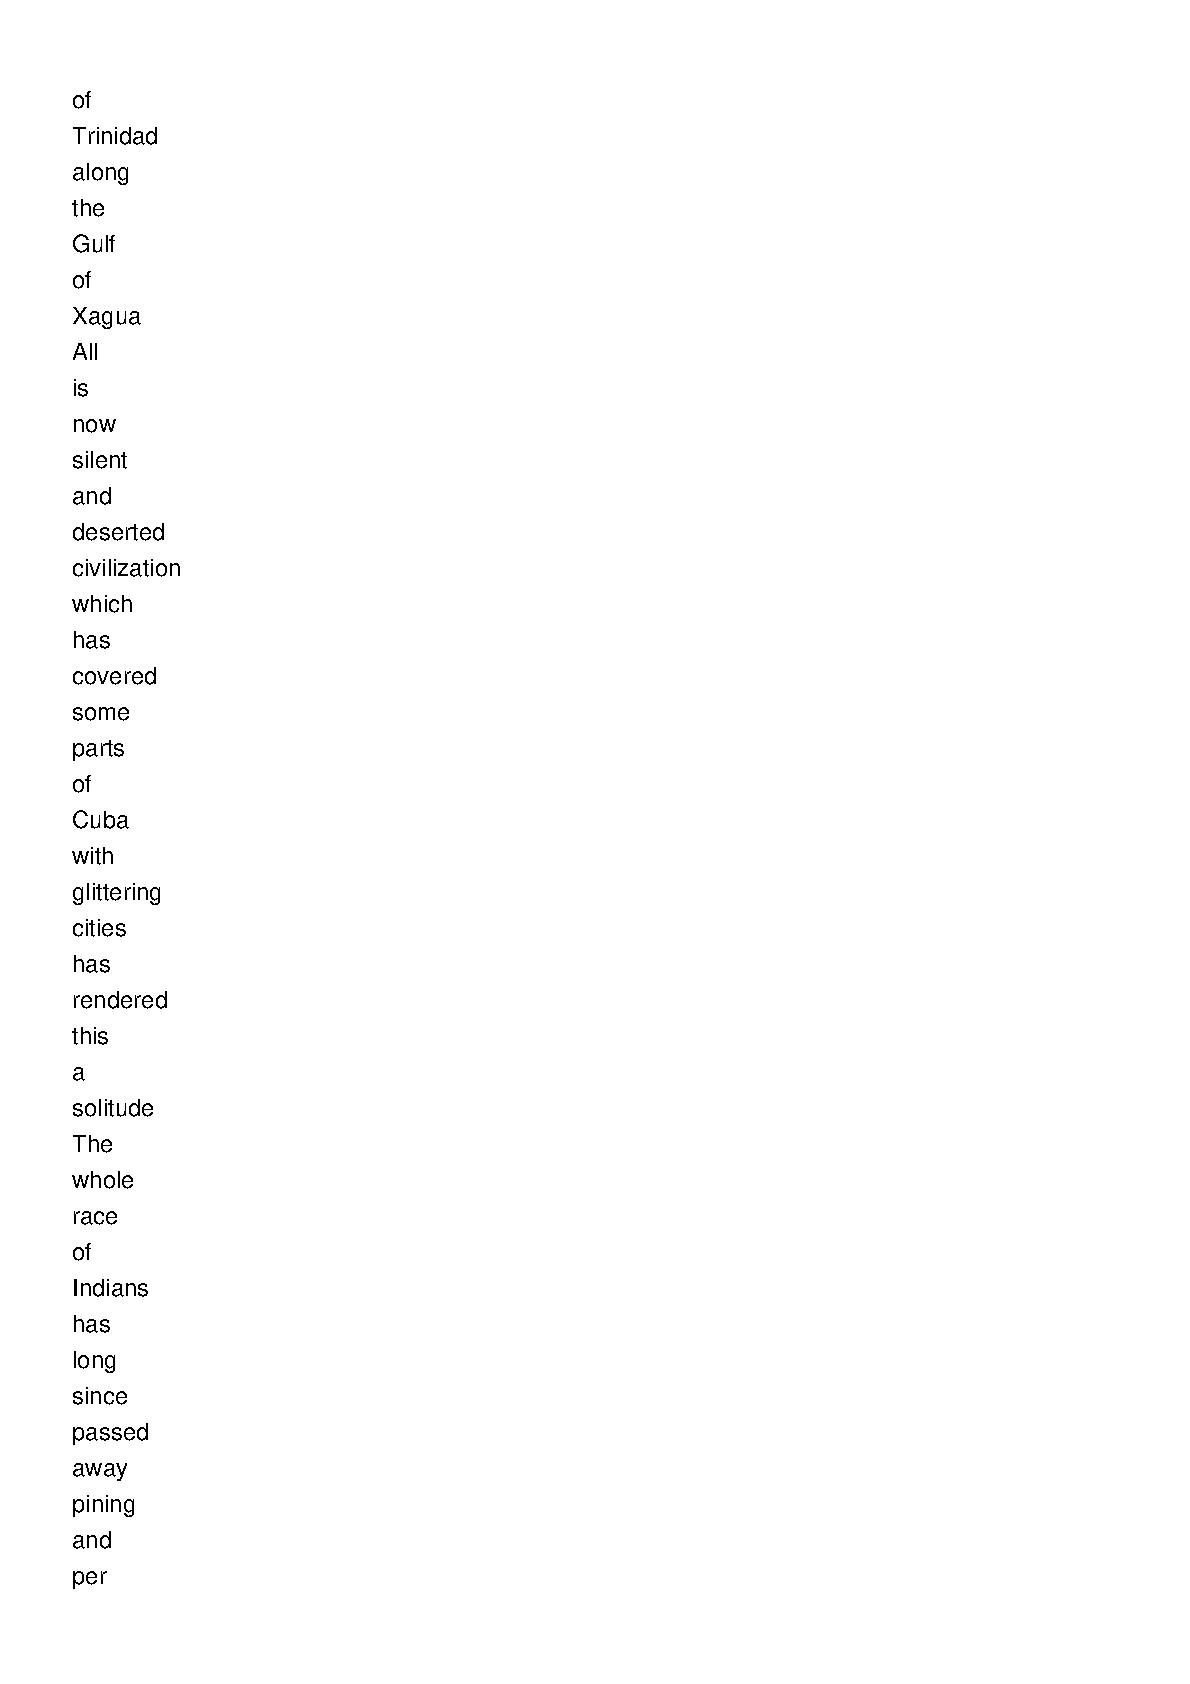 of
Trinidad
along
the
Gulf
of
Xagua
All
is
now
silent
and
deserted
civilization
which
has
covered
some
parts
of
Cuba
with
glittering
cities
has
rendered
this
a
solitude
The
whole
race
of
Indians
has
long
since
passed
away
pining
and
per